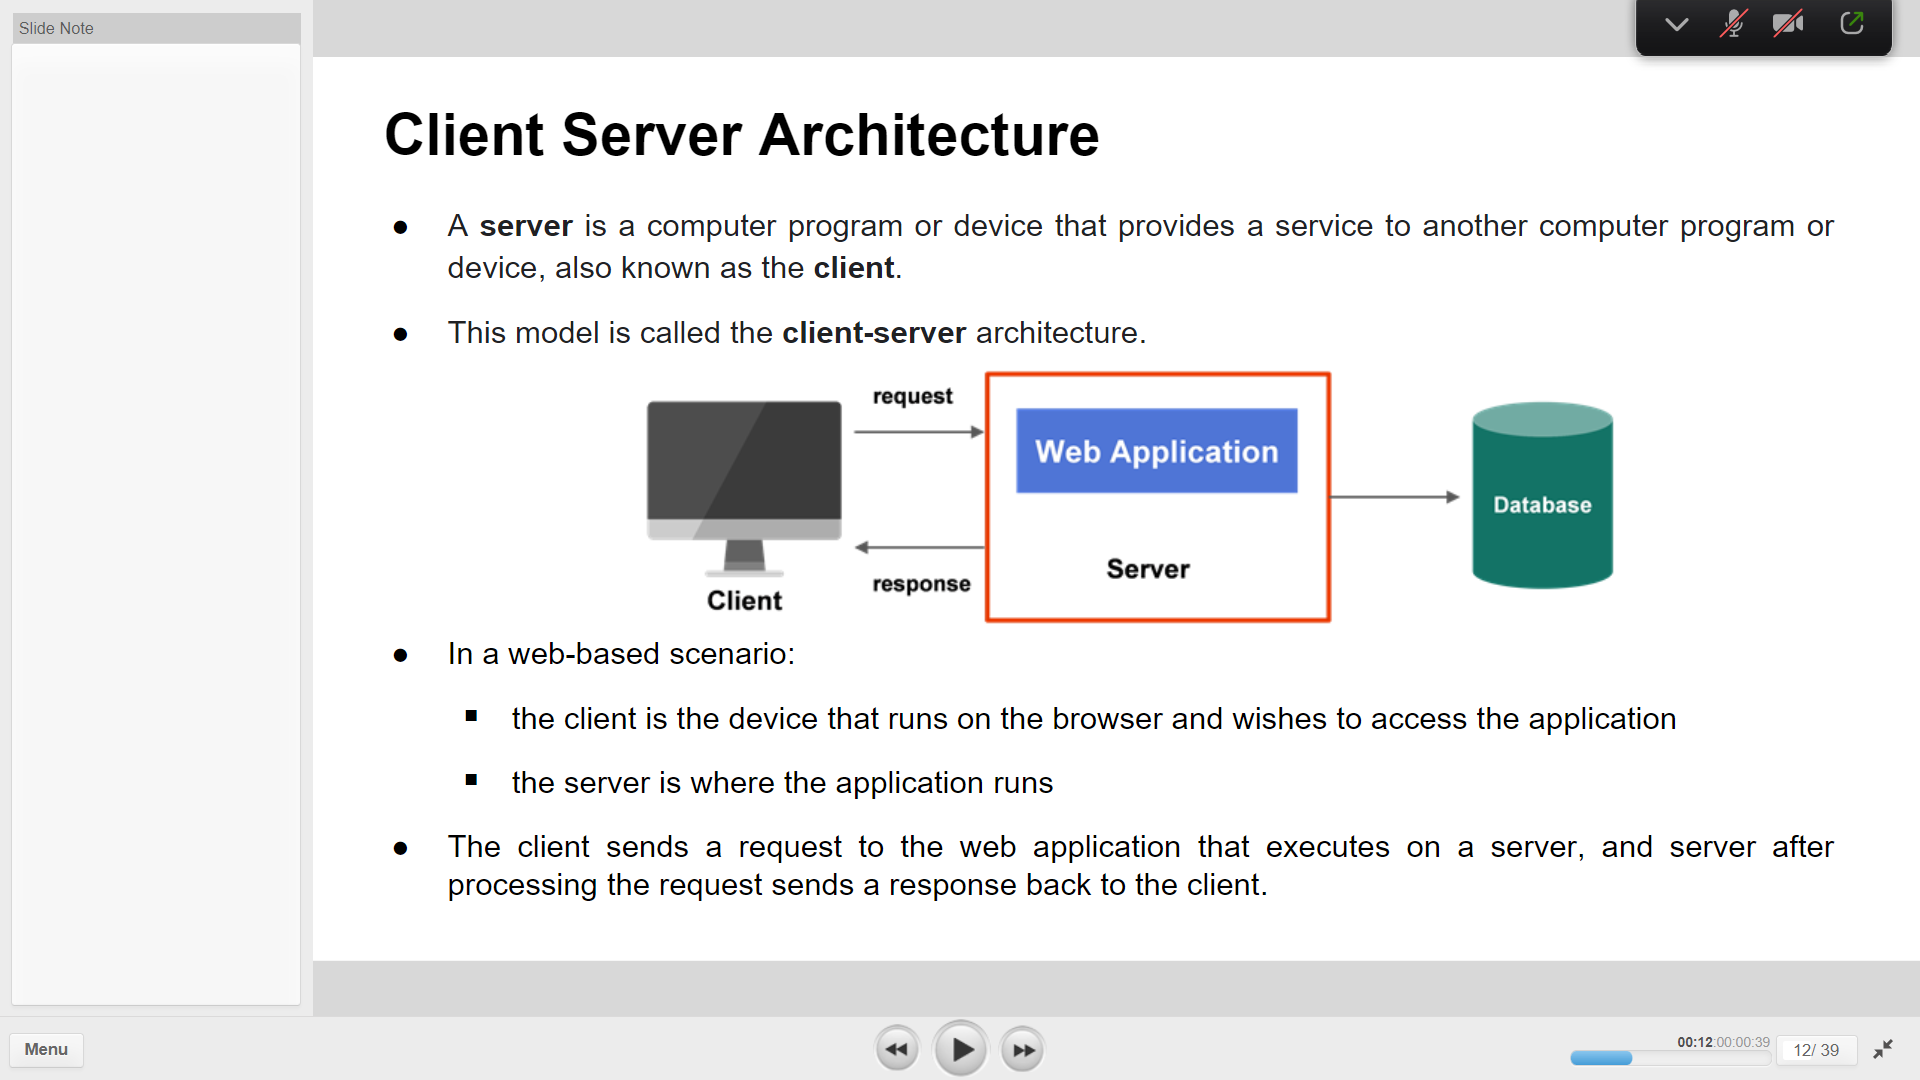 Slide Note
Client Server Architecture
● A server is a computer program or device that provides a service to another computer program or
device, also known as the client.
● This model is called the client-server architecture.
request
Web Application
Database
Server
response
Client
● In a web-based scenario:
▪ the client is the device that runs on the browser and wishes to access the application
▪ the server is where the application runs
● The client sends a request to the web application that executes on a server, and server after
processing the request sends a response back to the client.
Menu
00:12:00:00:39
12/ 39